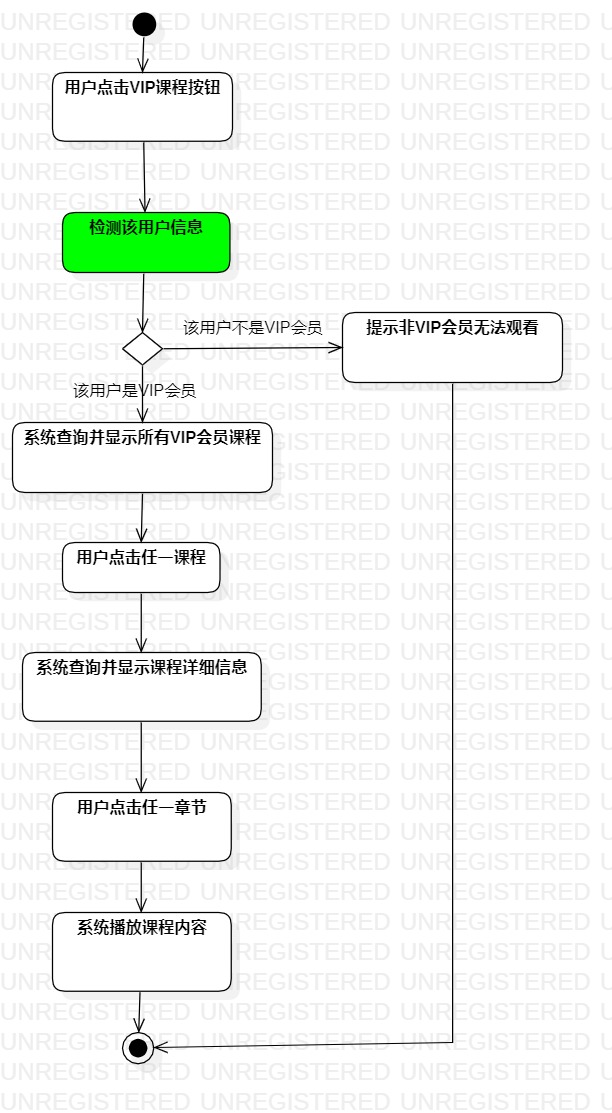 用户点击VIP课程按钮
检测该用户信息
该用户不是VIP会员
提示非VIP会员无法观看
该用户是VIP会员
系统查询并显示所有VIP会员课程
用户点击任一课程
系统查询并显示课程详细信息
用户点击任一章节
系统播放课程内容
UNREGISTERED